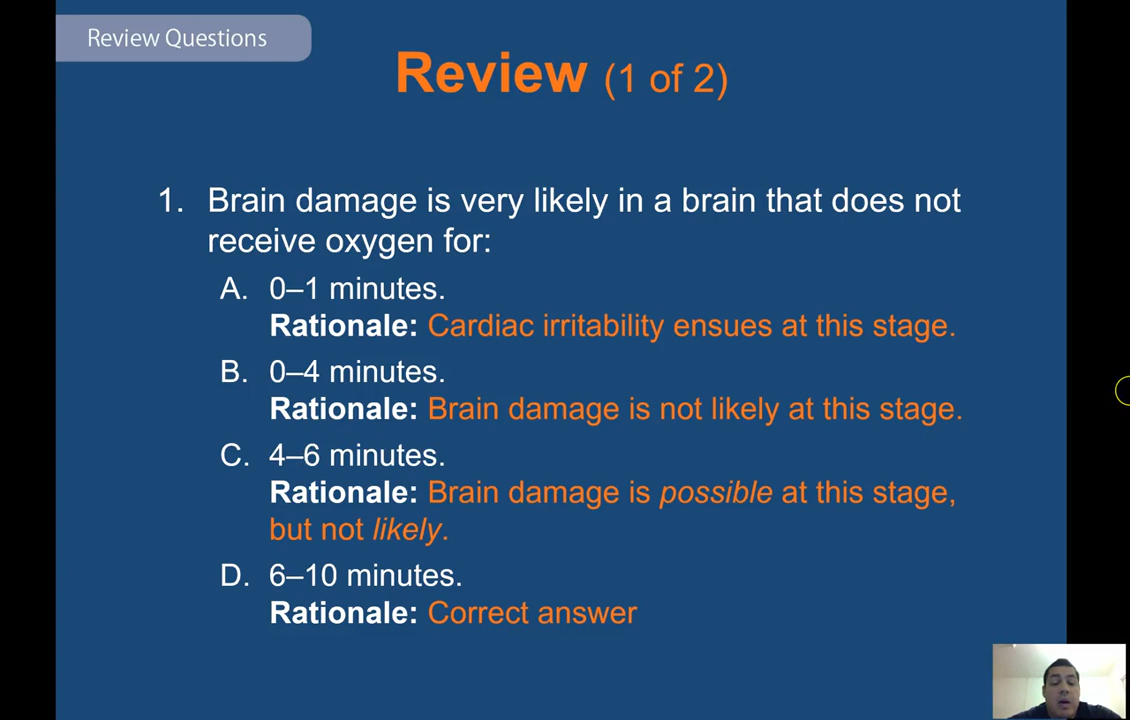 Review Questions
Review (1 of 2)
1. Brain damage is very likely in a brain that does not
receive oxygen for:
A. 0–1 minutes.
Rationale: Cardiac irritability ensues at this stage.
B. 0–4 minutes.
Rationale: Brain damage is not likely at this stage.
C. 4–6 minutes.
Rationale: Brain damage is possible at this stage,
but not likely.
D. 6–10 minutes.
Rationale: Correct answer